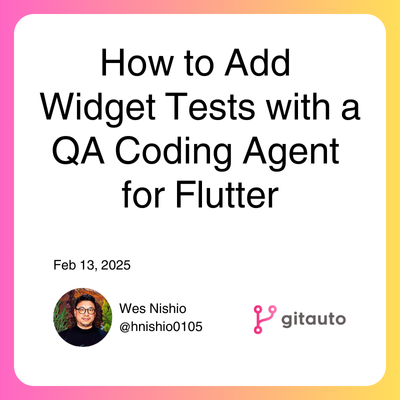 How to Add
Widget Tests with a
QA Coding Agent
for Flutter
Feb 13, 2025
Wes Nishio
@hnishio0105
gitauto